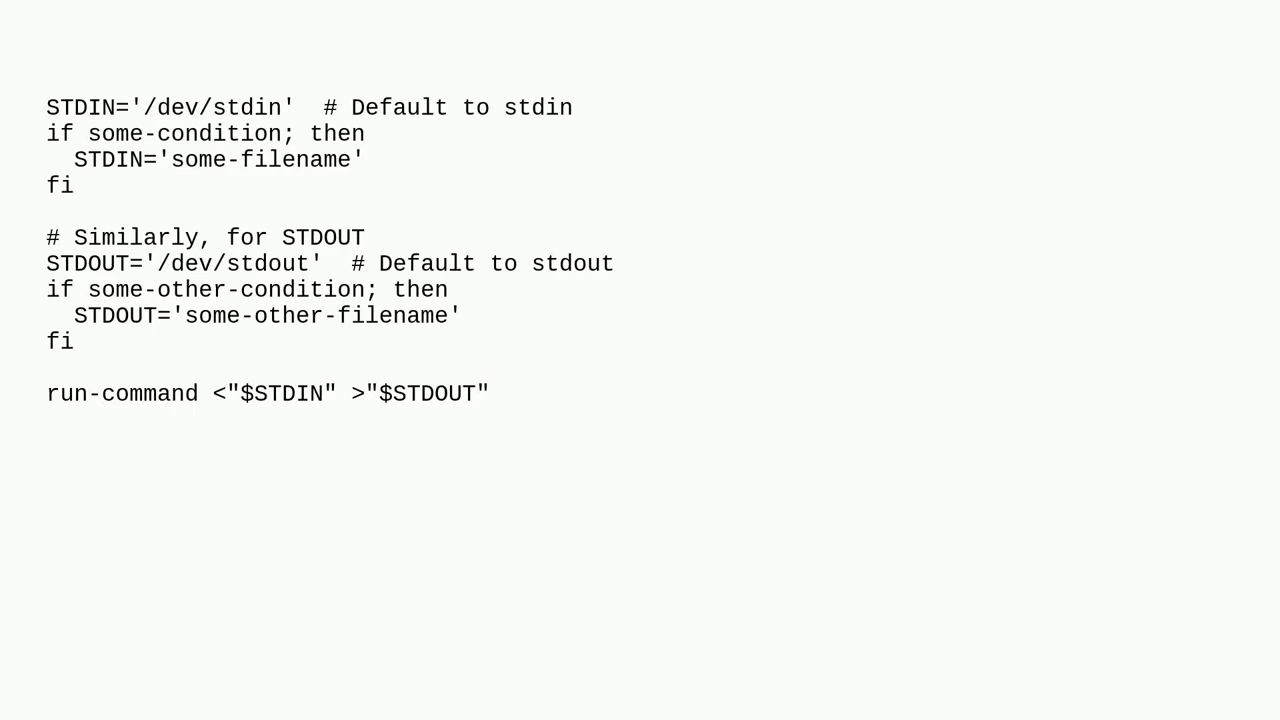 STDIN='/dev/stdin'  # Default to stdin
if some-condition; then
  STDIN='some-filename'
fi

# Similarly, for STDOUT
STDOUT='/dev/stdout'  # Default to stdout
if some-other-condition; then
  STDOUT='some-other-filename'
fi

run-command <"$STDIN" >"$STDOUT"